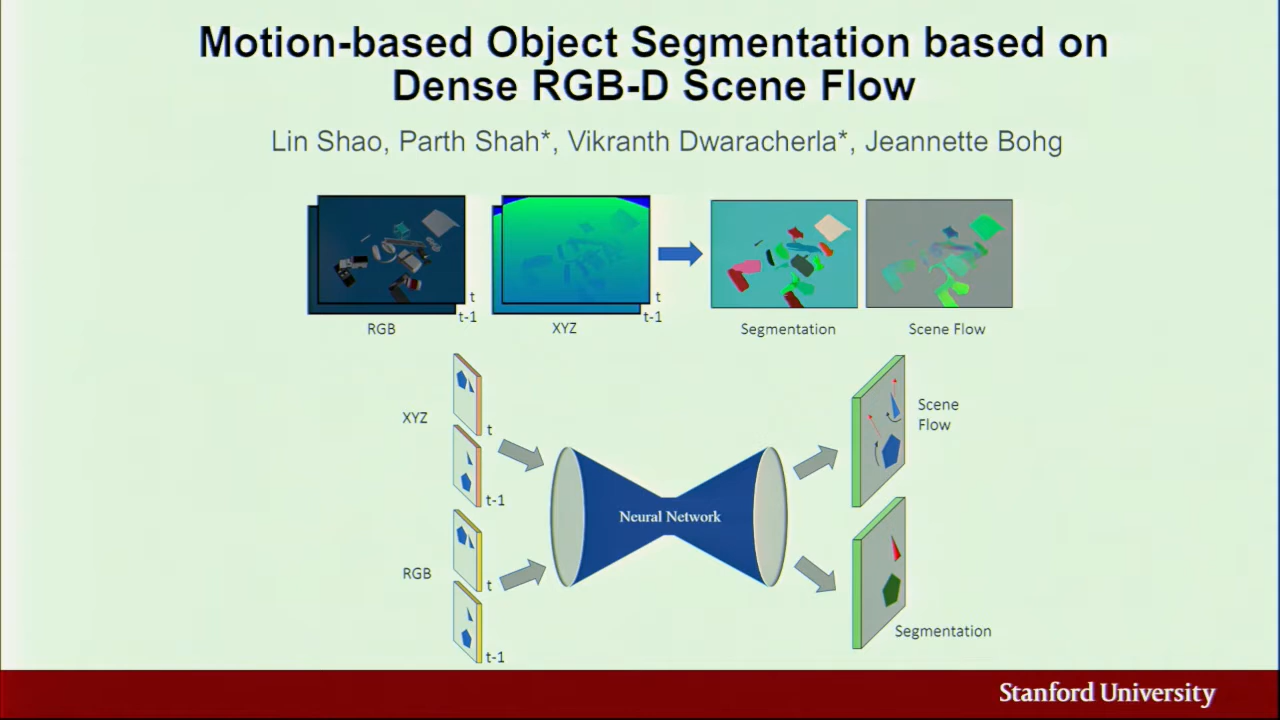 Motion-based Object Segmentation based on
Dense RGB-D Scene Flow
Lin Shao, Parth Shah*, Vikranth Dwaracherla*, Jeannette Bohg
t
t-1
RGB
t
t-1
XYZ
Segmentation
Scene Flow
XYZ
t
t-1
RGB
t
t-1
Neural Network
Scene
Flow
Segmentation
Stanford University